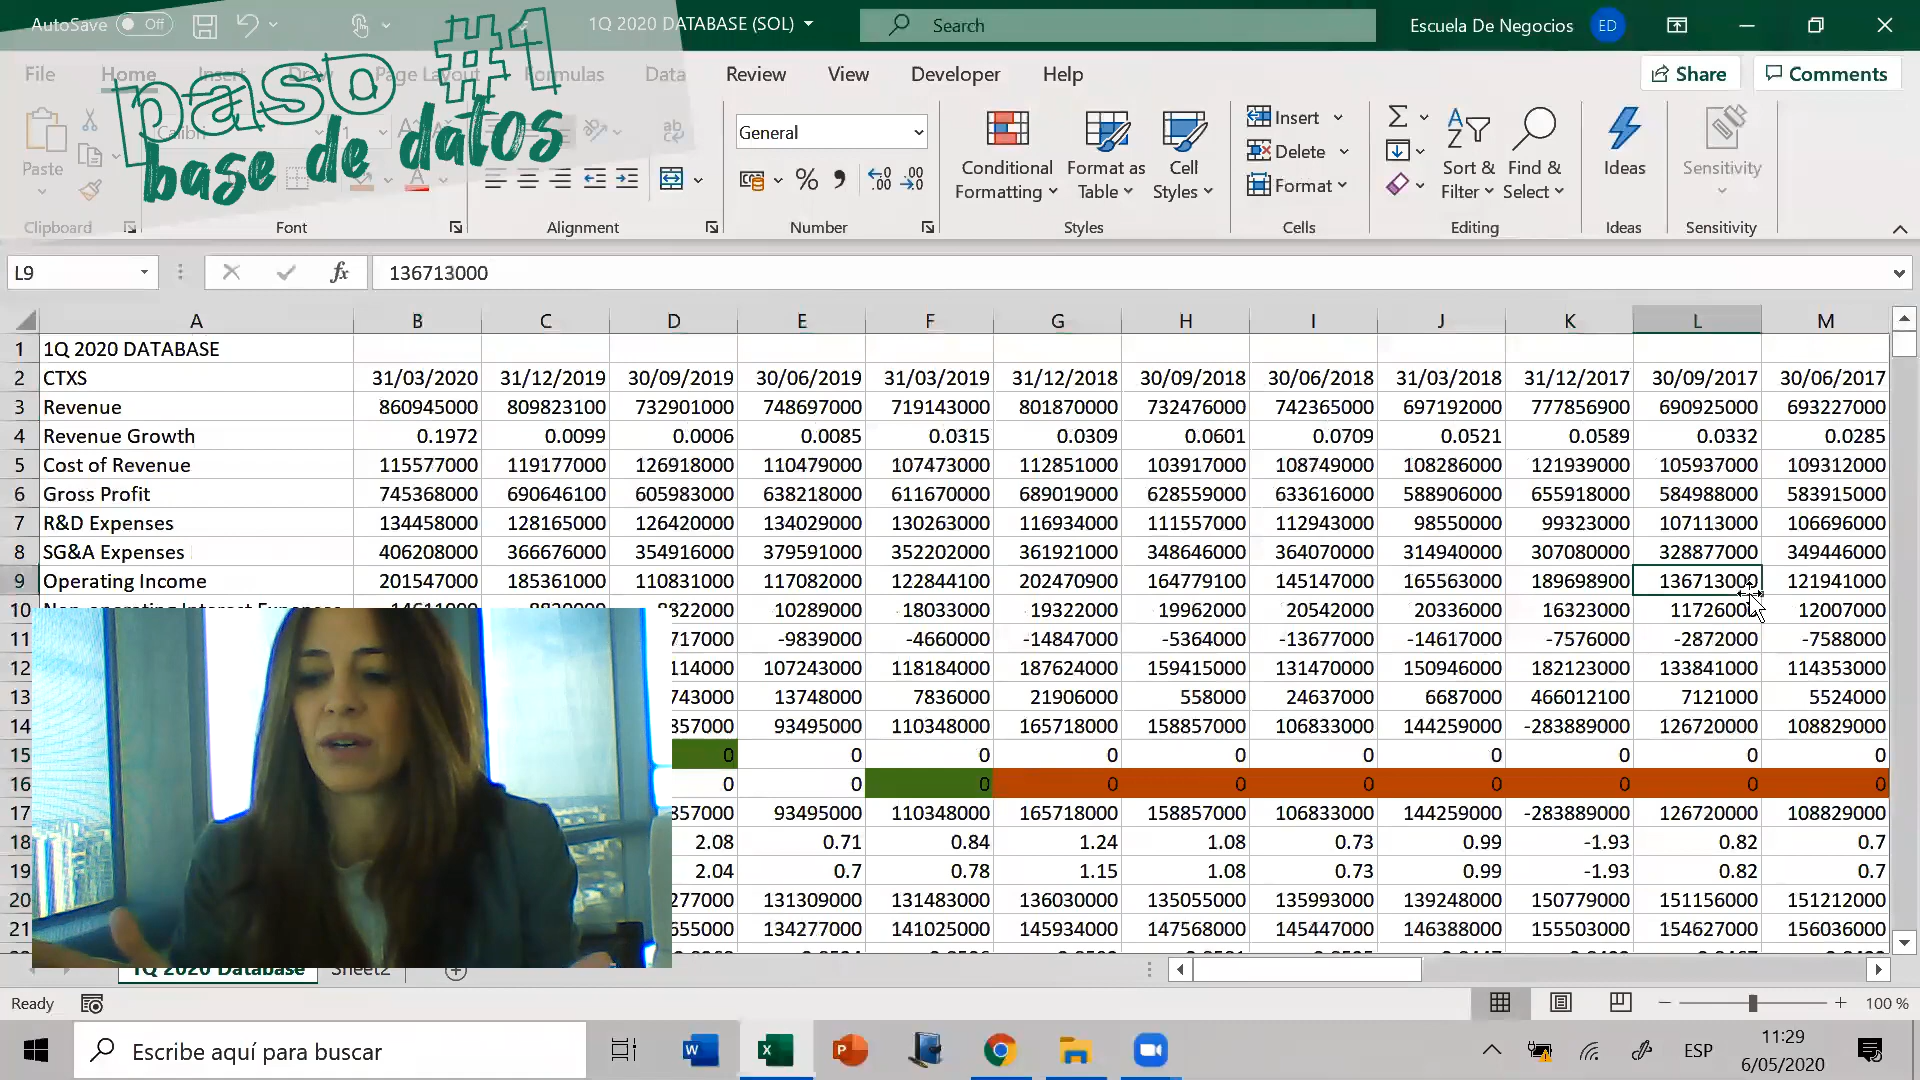 AutoSave Off 1Q 2020 DATABASE (SOL) Search Escuela De Negocios ED
paso #1
base de datos
File Home Insert Draw Page Layout Formulas Data Review View Developer Help Share Comments
Paste Calibri General Conditional Formatting Format as Table Cell Styles Insert Delete Format Sort & Filter Find & Select Ideas Sensitivity
Clipboard Font Alignment Number Styles Cells Editing Ideas Sensitivity
L9 fx 136713000
A B C D E F G H I J K L M
1 1Q 2020 DATABASE
2 CTXS 31/03/2020 31/12/2019 30/09/2019 30/06/2019 31/03/2019 31/12/2018 30/09/2018 30/06/2018 31/03/2018 31/12/2017 30/09/2017 30/06/2017
3 Revenue 860945000 809823100 732901000 748697000 719143000 801870000 732476000 742365000 697192000 777856900 690925000 693227000
4 Revenue Growth 0.1972 0.0099 0.0006 0.0085 0.0315 0.0309 0.0601 0.0709 0.0521 0.0589 0.0332 0.0285
5 Cost of Revenue 115577000 119177000 126918000 110479000 107473000 112851000 103917000 108749000 108286000 121939000 105937000 109312000
6 Gross Profit 745368000 690646100 605983000 638218000 611670000 689019000 628559000 633616000 588906000 655918000 584988000 583915000
7 R&D Expenses 134458000 128165000 126420000 134029000 130263000 116934000 111557000 112943000 98550000 99323000 107113000 106696000
8 SG&A Expenses 406208000 366676000 354916000 379591000 352202000 361921000 348646000 364070000 314940000 307080000 328877000 349446000
9 Operating Income 201547000 185361000 110831000 117082000 122844100 202470900 164779100 145147000 165563000 189698900 136713000 121941000
10 10289000 18033000 19322000 19962000 20542000 20336000 16323000 11726000 12007000
11 717000 -9839000 -4660000 -14847000 -5364000 -13677000 -14617000 -7576000 -2872000 -7588000
12 114000 107243000 118184000 187624000 159415000 131470000 150946000 182123000 133841000 114353000
13 743000 13748000 7836000 21906000 558000 24637000 6687000 466012100 7121000 5524000
14 857000 93495000 110348000 165718000 158857000 106833000 144259000 -283889000 126720000 108829000
15 0 0 0 0 0 0 0 0 0 0
16 0 0 0 0 0 0 0 0 0 0
17 857000 93495000 110348000 165718000 158857000 106833000 144259000 -283889000 126720000 108829000
18 2.08 0.71 0.84 1.24 1.08 0.73 0.99 -1.93 0.82 0.7
19 2.04 0.7 0.78 1.15 1.08 0.73 0.99 -1.93 0.82 0.7
20 277000 131309000 131483000 136030000 135055000 135993000 139248000 150779000 151156000 151212000
21 655000 134277000 141025000 145934000 147568000 145447000 146388000 155503000 154627000 156036000
1Q 2020 Database Sheet2
Ready 100 %
Escribe aquí para buscar ESP 11:29
6/05/2020